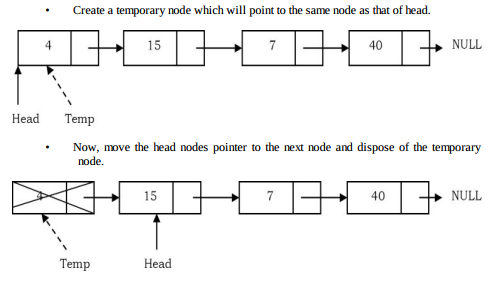 • Create a temporary node which will point to the same node as that of head.
4 15 7 40 NULL
Head Temp
• Now, move the head nodes pointer to the next node and dispose of the temporary
node.
4 15 7 40 NULL
Temp Head